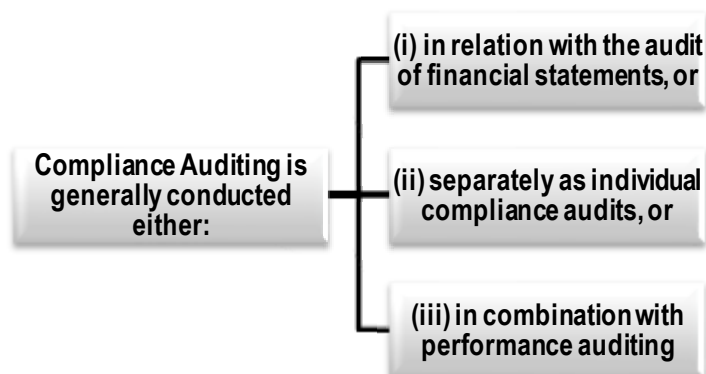 Compliance Auditing is
generally conducted
either:
(i) in relation with the audit
of financial statements, or
(ii) separately as individual
compliance audits, or
(iii) in combination with
performance auditing